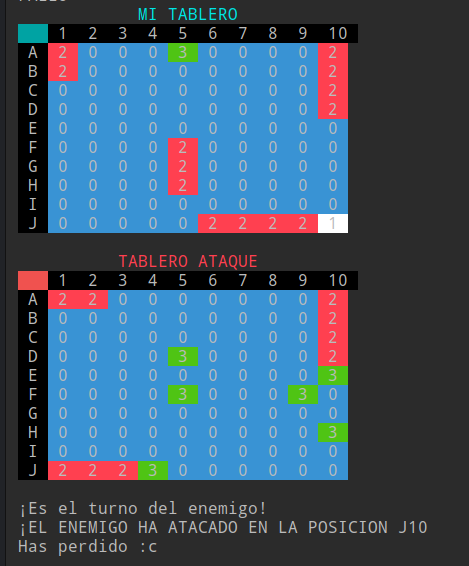 MI TABLERO
1 2 3 4 5 6 7 8 9 10
A 2 0 0 0 3 0 0 0 0 2
B 2 0 0 0 0 0 0 0 0 2
C 0 0 0 0 0 0 0 0 0 2
D 0 0 0 0 0 0 0 0 0 2
E 0 0 0 0 0 0 0 0 0 0
F 0 0 0 0 2 0 0 0 0 0
G 0 0 0 0 2 0 0 0 0 0
H 0 0 0 0 2 0 0 0 0 0
I 0 0 0 0 0 0 0 0 0 0
J 0 0 0 0 0 2 2 2 2 1
TABLERO ATAQUE
1 2 3 4 5 6 7 8 9 10
A 2 2 0 0 0 0 0 0 0 2
B 0 0 0 0 0 0 0 0 0 2
C 0 0 0 0 0 0 0 0 0 2
D 0 0 0 0 3 0 0 0 0 2
E 0 0 0 0 0 0 0 0 0 3
F 0 0 0 0 3 0 0 0 3 0
G 0 0 0 0 0 0 0 0 0 0
H 0 0 0 0 0 0 0 0 0 3
I 0 0 0 0 0 0 0 0 0 0
J 2 2 2 3 0 0 0 0 0 0
¡Es el turno del enemigo!
¡EL ENEMIGO HA ATACADO EN LA POSICION J10
Has perdido :c